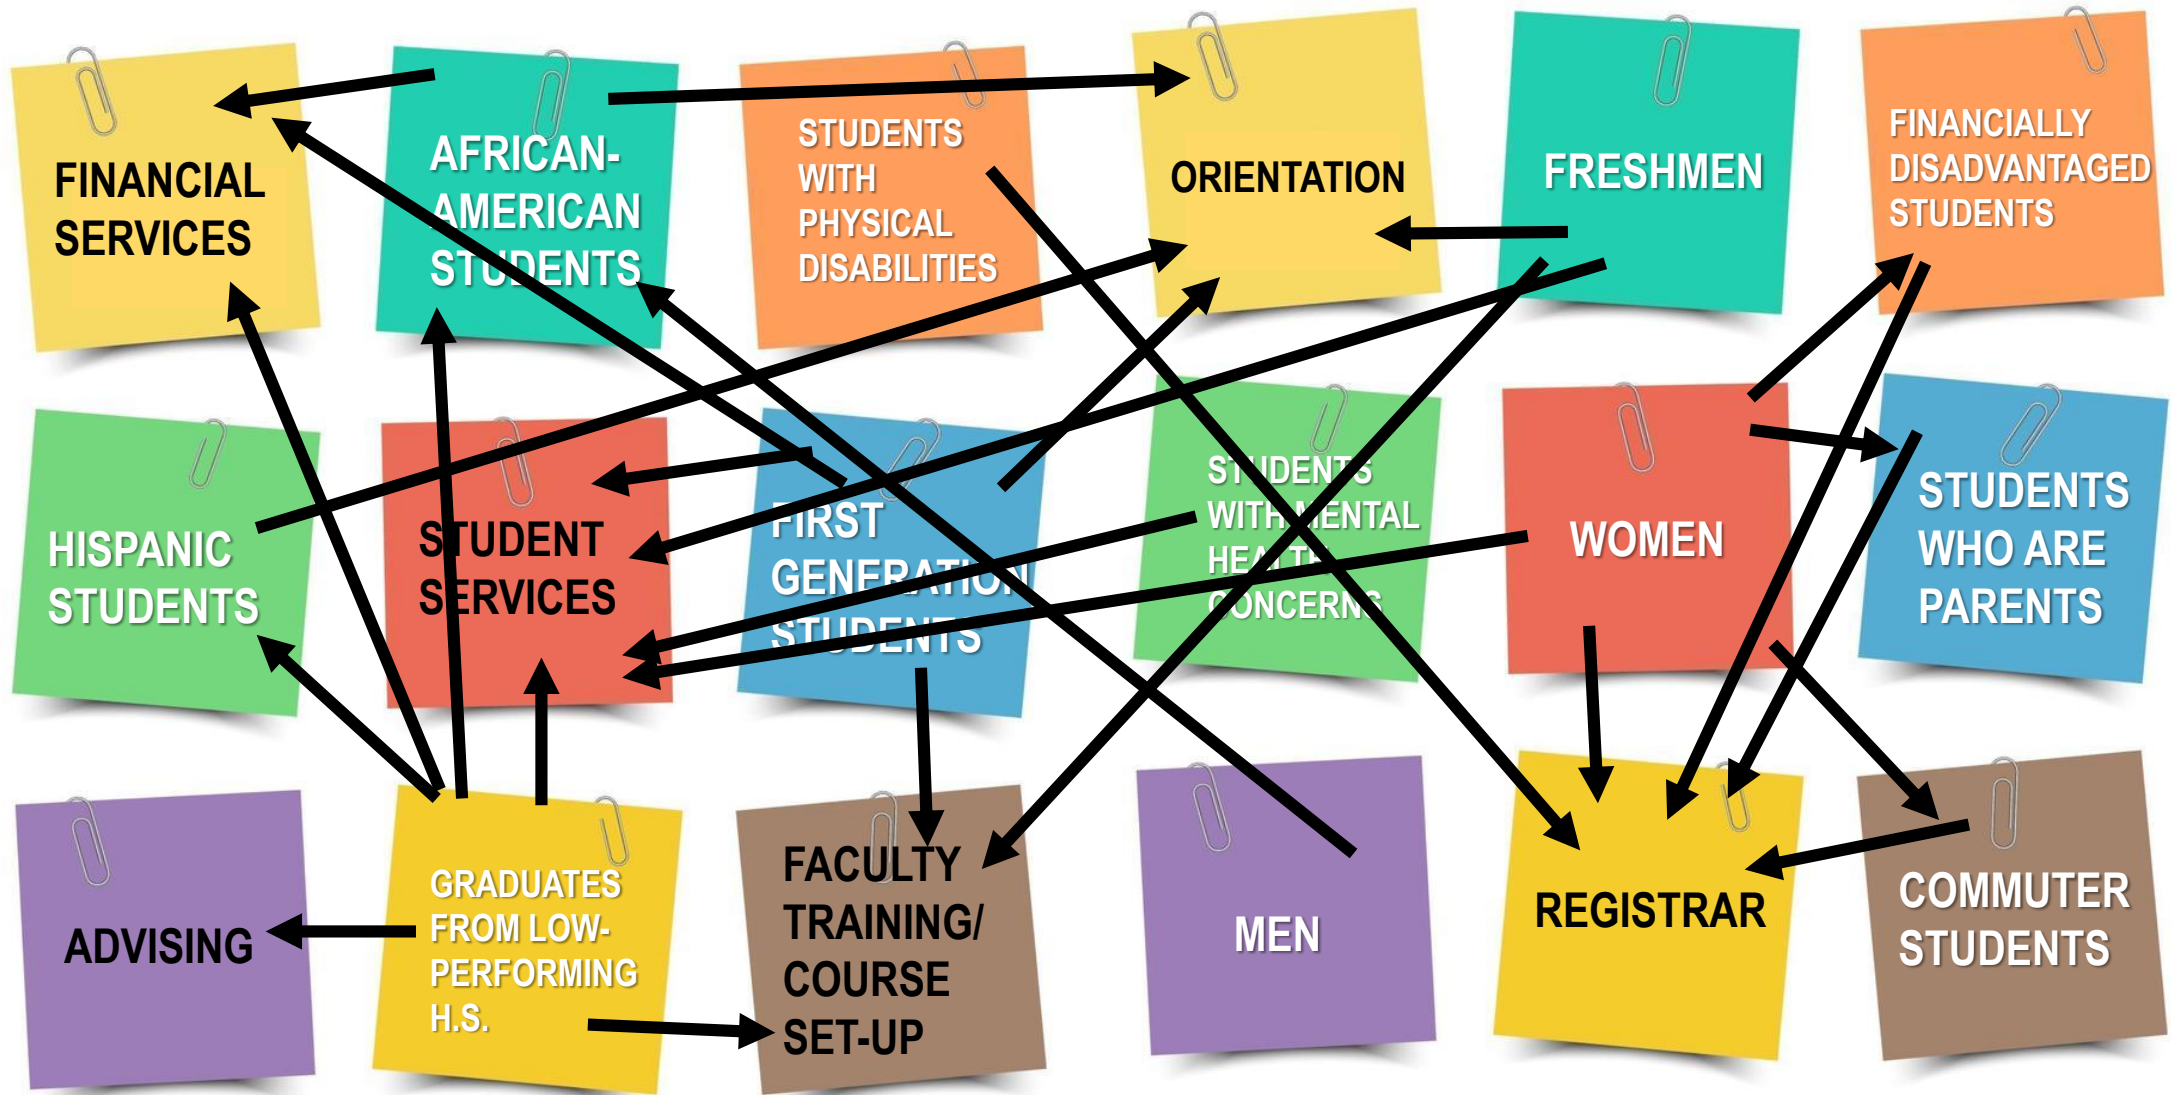 FINANCIAL
SERVICES
AFRICAN-
AMERICAN
STUDENTS
STUDENTS
WITH
PHYSICAL
DISABILITIES
ORIENTATION
FRESHMEN
FINANCIALLY
DISADVANTAGED
STUDENTS
HISPANIC
STUDENTS
STUDENT
SERVICES
FIRST
GENERATION
STUDENTS
STUDENTS
WITH MENTAL
HEALTH
CONCERNS
WOMEN
STUDENTS
WHO ARE
PARENTS
ADVISING
GRADUATES
FROM LOW-
PERFORMING
H.S.
FACULTY
TRAINING/
COURSE
SET-UP
MEN
REGISTRAR
COMMUTER
STUDENTS